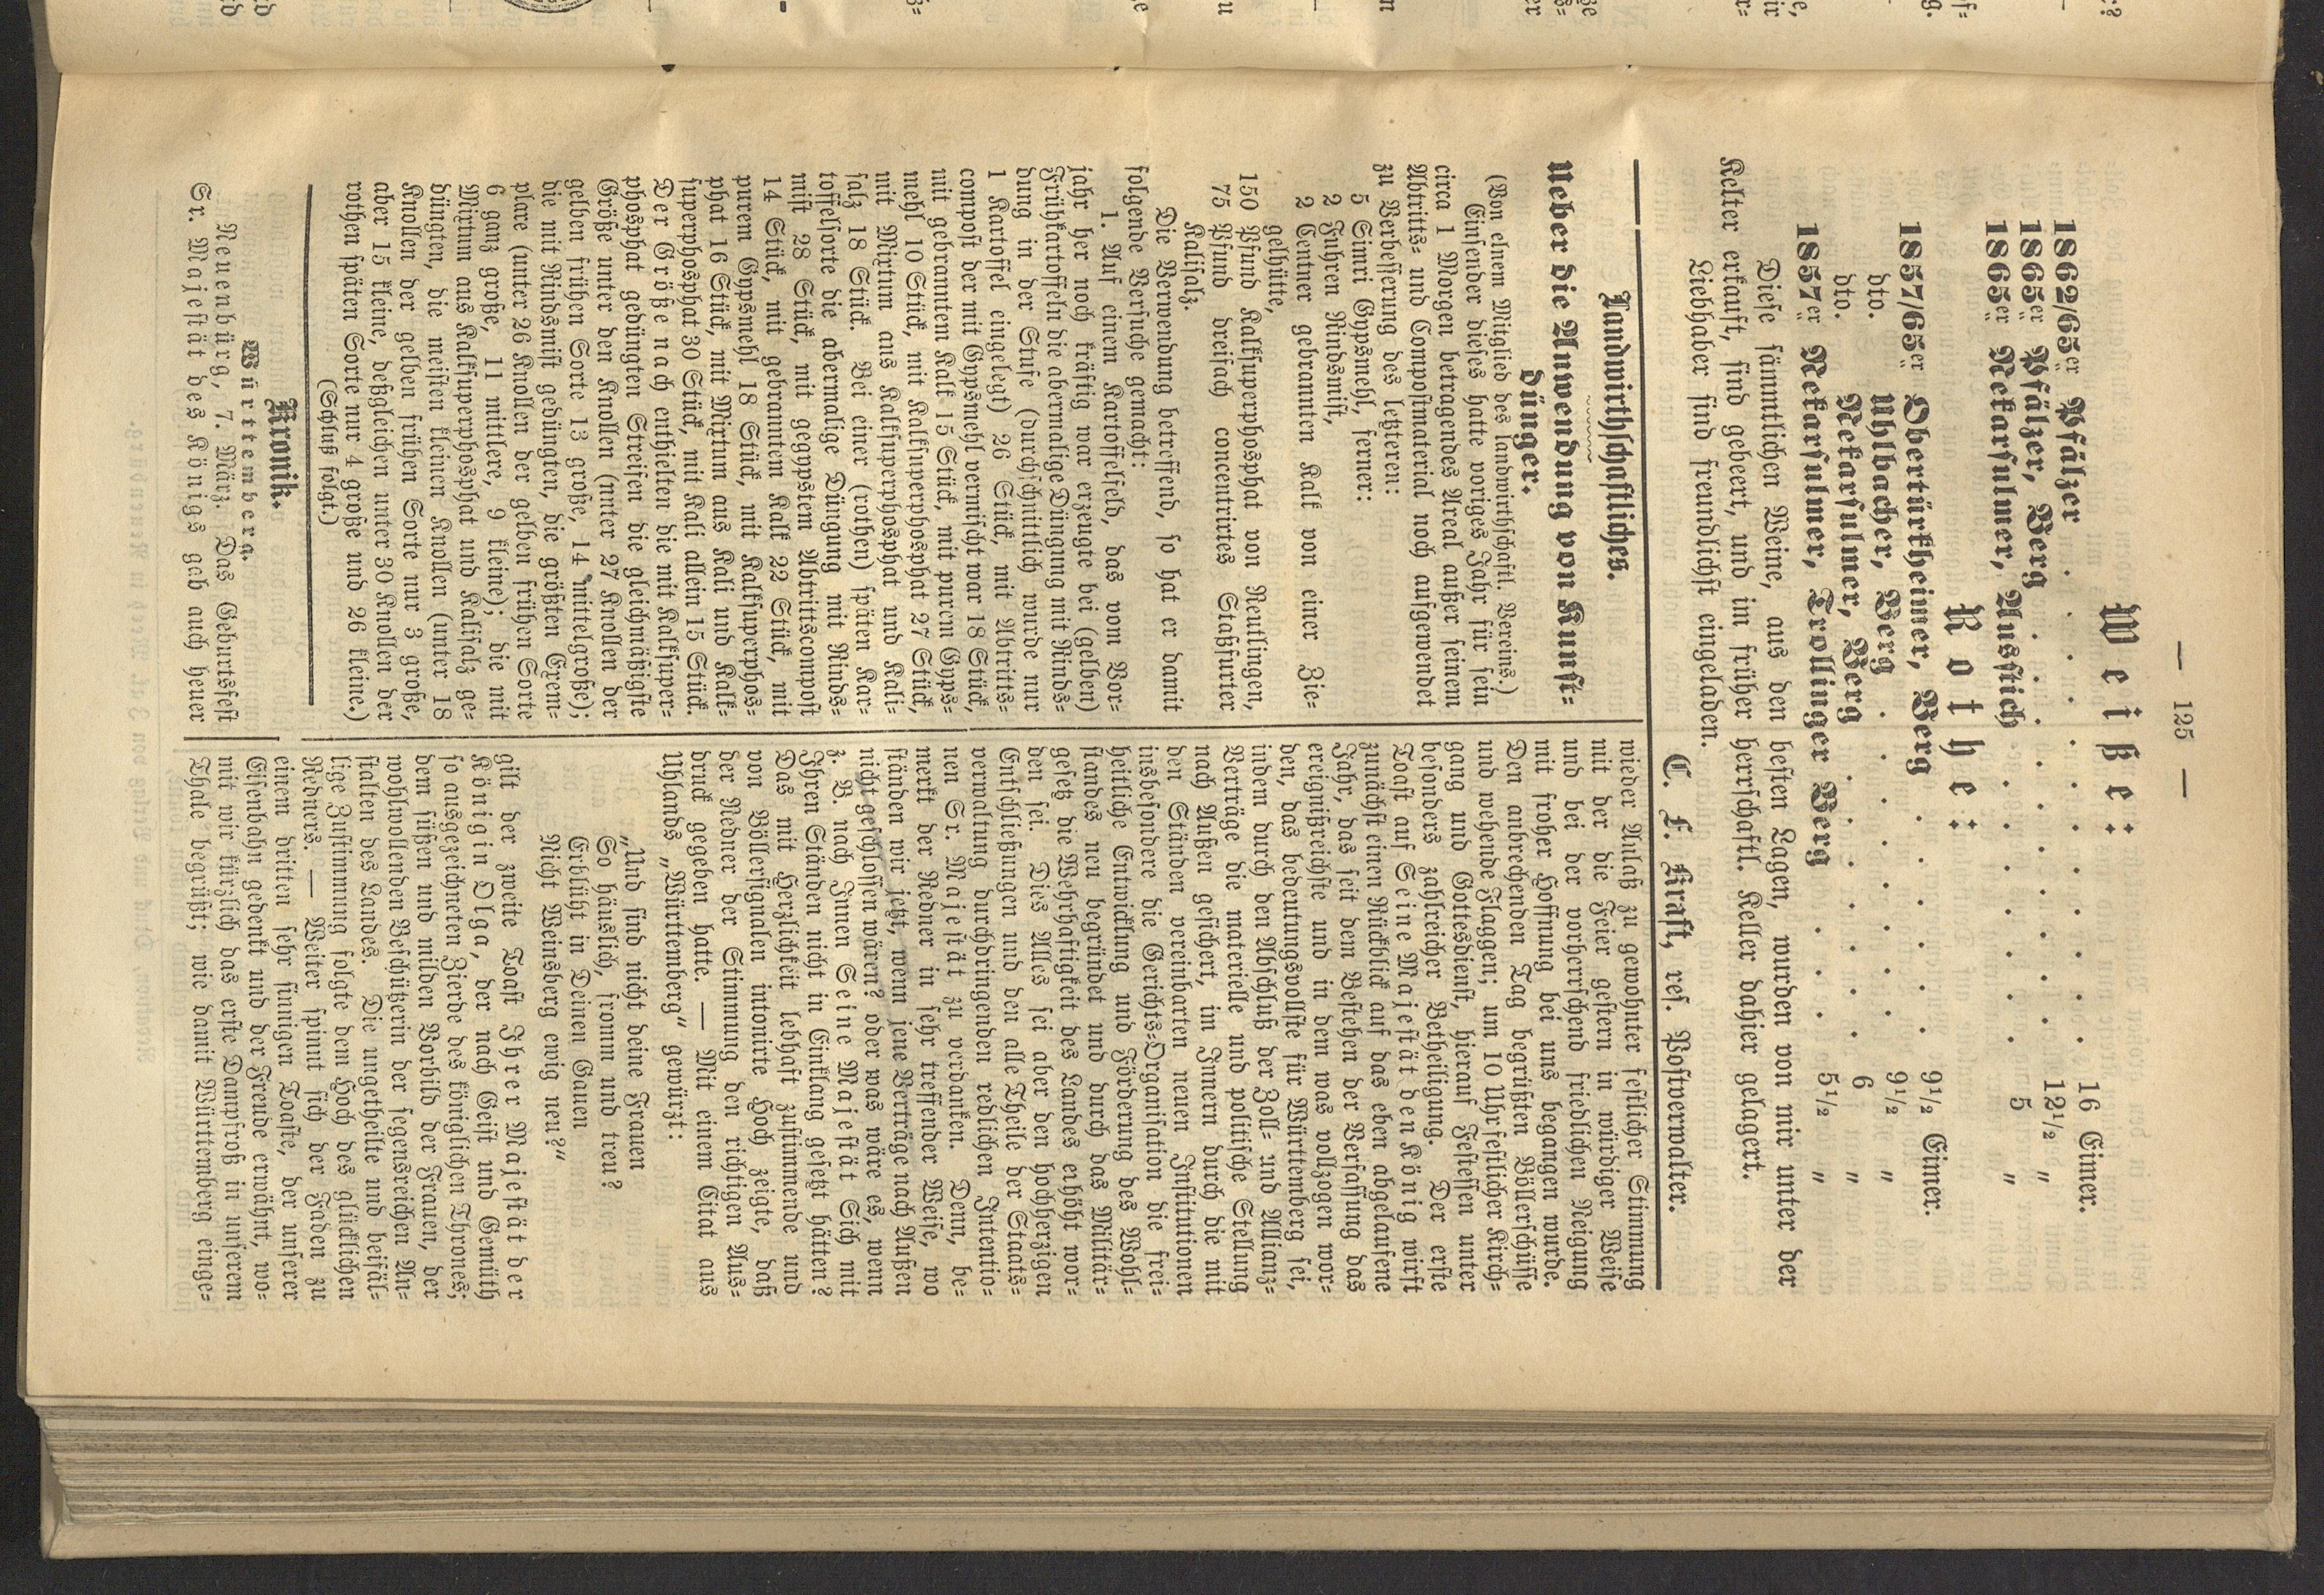 — 125 —
Weiße:
1862/65er Pfälzer . . . . . . . 16 Eimer.
1865er Pfälzer, Berg . . . . . . 12½ „
1865er Nekarsulmer, Ausstich . . . . 5 „
Rothe:
1857/65er Obertürkheimer, Berg . . . . 9½ Eimer.
dto. Uhlbacher, Berg . . . . . 9½ „
dto. Nekarsulmer, Berg . . . . . 6 „
1857er Nekarsulmer, Trollinger Berg . . . 5½ „
Diese sämmtlichen Weine, aus den besten Lagen, wurden von mir unter der
Kelter erkauft, sind geheert, und in früher herrschaftl. Keller dahier gelagert.
Liebhaber sind freundlichst eingeladen.
C. F. Kraft, res. Postverwalter.
Landwirthschaftliches.
Ueber die Anwendung von Kunst-
dünger.
(Von einem Mitglied des landwirthschaftl. Vereins.)
Einsender dieses hatte voriges Jahr für sein
circa 1 Morgen betragendes Areal außer seinem
Abtritts- und Compostmaterial noch aufgewendet
zu Verbesserung des letzteren:
5 Simri Gypsmehl, ferner:
2 Fuhren Rindsmist,
2 Centner gebrannten Kalk von einer Zie-
gelhütte,
150 Pfund Kalksuperphosphat von Reutlingen,
75 Pfund dreifach concentrirtes Staßfurter
Kalisalz.
Die Verwendung betreffend, so hat er damit
folgende Versuche gemacht:
1. Auf einem Kartoffelfeld, das vom Vor-
jahr her noch kräftig war erzeugte bei (gelben)
Frühkartoffeln die abermalige Düngung mit Rinds-
dung in der Stufe (durchschnittlich wurde nur
1 Kartoffel eingelegt) 26 Stück, mit Abtritts-
compost der mit Gypsmehl vermischt war 18 Stück,
mit gebranntem Kalk 15 Stück, mit purem Gyps-
mehl 10 Stück, mit Kalksuperphosphat 27 Stück,
mit Mixtum aus Kalksuperphosphat und Kali-
salz 18 Stück. Bei einer (rothen) späten Kar-
toffelsorte die abermalige Düngung mit Rinds-
mist 28 Stück, mit gegypstem Abtrittscompost
14 Stück, mit gebranntem Kalk 22 Stück, mit
purem Gypsmehl 18 Stück, mit Kalksuperphos-
phat 16 Stück, mit Mixtum aus Kali und Kalk-
superphosphat 30 Stück, mit Kali allein 15 Stück.
Der Größe nach enthielten die mit Kalksuper-
phosphat gedüngten Streifen die gleichmäßigste
Größe unter den Knollen (unter 27 Knollen der
gelben frühen Sorte 13 große, 14 mitelgroße);
die mit Rindsmist gedüngten, die größten Exem-
plare (unter 26 Knollen der gelben frühen Sorte
6 ganz große, 11 mittlere, 9 kleine); die mit
Mixtum aus Kalksuperphosphat und Kalisalz ge-
düngten, die meisten kleinen Knollen (unter 18
Knollen der gelben frühen Sorte nur 3 große,
aber 15 kleine, deßgleichen unter 30 Knollen der
rothen späten Sorte nur 4 große und 26 kleine.)
(Schluß folgt.)
Kronik.
Württemberg.
Neuenbürg, 7. März. Das Geburtsfest
Sr. Majestät des Königs gab auch heuer
wieder Anlaß zu gewohnter festlicher Stimmung
mit der die Feier gestern in würdiger Weise
und bei der vorherrschend friedlichen Neigung
mit froher Hoffnung bei uns begangen wurde.
Den anbrechenden Tag begrüßten Böllerschüsse
und wehende Flaggen; um 10 Uhr festlicher Kirch-
gang und Gottesdienst, hierauf Festessen unter
besonders zahlreicher Betheiligung. Der erste
Toast auf Seine Majestät den König wirft
zunächst einen Rückblick auf das eben abgelaufene
Jahr, das seit dem Bestehen der Verfassung das
ereignißreichste und in dem was vollzogen wor-
den, das bedeutungsvollste für Württemberg sei,
indem durch den Abschluß der Zoll- und Allianz-
Verträge die materielle und politische Stellung
nach Außen gesichert, im Innern durch die mit
den Ständen vereinbarten neuen Institutionen
insbesondere die Gerichts-Organisation die frei-
heitliche Entwicklung und Förderung des Wohl-
standes neu begründet und durch das Militär-
gesetz die Wehrhaftigkeit des Landes erhöht wor-
den sei. Dies Alles sei aber den hochherzigen
Entschließungen und den alle Theile der Staats-
verwaltung durchdringenden redlichen Intentio-
nen Sr. Majestät zu verdanken. Denn, be-
merkt der Redner in sehr treffender Weise, wo
ständen wir jetzt, wenn jene Verträge nach Außen
nicht geschlossen wären? oder was wäre es, wenn
z. B. nach Innen Seine Majestät Sich mit
Ihren Ständen nicht in Einklang gesetzt hätten?
Das mit Herzlichkeit lebhaft zustimmende und
von Böllersignalen intonirte Hoch zeigte, daß
der Redner der Stimmung den richtigen Aus-
druck gegeben hatte. — Mit einem Citat aus
Uhlands „Württemberg" gewürzt:
„Und sind nicht deine Frauen
So häuslich, fromm und treu?
Erblüht in Deinen Gauen
Nicht Weinsberg ewig neu?"
gilt der zweite Toast Ihrer Majestät der
Königin Olga, der nach Geist und Gemüth
so ausgezeichneten Zierde des königlichen Thrones;
dem süßen und milden Vorbild der Frauen, der
wohlwollenden Beschützerin der segensreichen An-
stalten des Landes. Die ungetheilte und beifäl-
lige Zustimmung folgte dem Hoch des glücklichen
Redners. — Weiter spinnt sich der Faden zu
einem dritten sehr sinnigen Toaste, der unserer
Eisenbahn gedenkt und der Freude erwähnt, wo-
mit wir kürzlich das erste Dampfroß in unserem
Thale begrüßt; wie damit Württemberg einge-